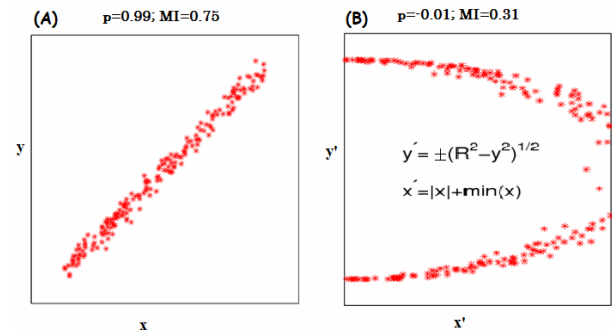 (A)
p=0.99; MI=0.75
y
x
(B)
p=-0.01; MI=0.31
y'
y′= ±(R²−y²)^1/2
x′=|x|+min(x)
x'